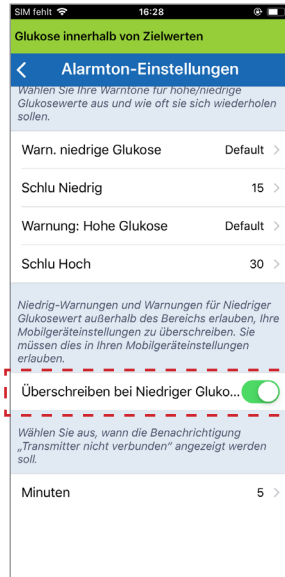 SIM fehlt 16:28
Glukose innerhalb von Zielwerten
Alarmton-Einstellungen
Wählen Sie Ihre Warntöne für hohe/niedrige
Glukosewerte aus und wie oft sie sich wiederholen
sollen.
Warn. niedrige Glukose Default
Schlu Niedrig 15
Warnung: Hohe Glukose Default
Schlu Hoch 30
Niedrig-Warnungen und Warnungen für Niedriger
Glukosewert außerhalb des Bereichs erlauben, Ihre
Mobilgeräteinstellungen zu überschreiben. Sie
müssen dies in Ihren Mobilgeräteinstellungen
erlauben.
Überschreiben bei Niedriger Gluko...
Wählen Sie aus, wann die Benachrichtigung
„Transmitter nicht verbunden" angezeigt werden
soll.
Minuten 5